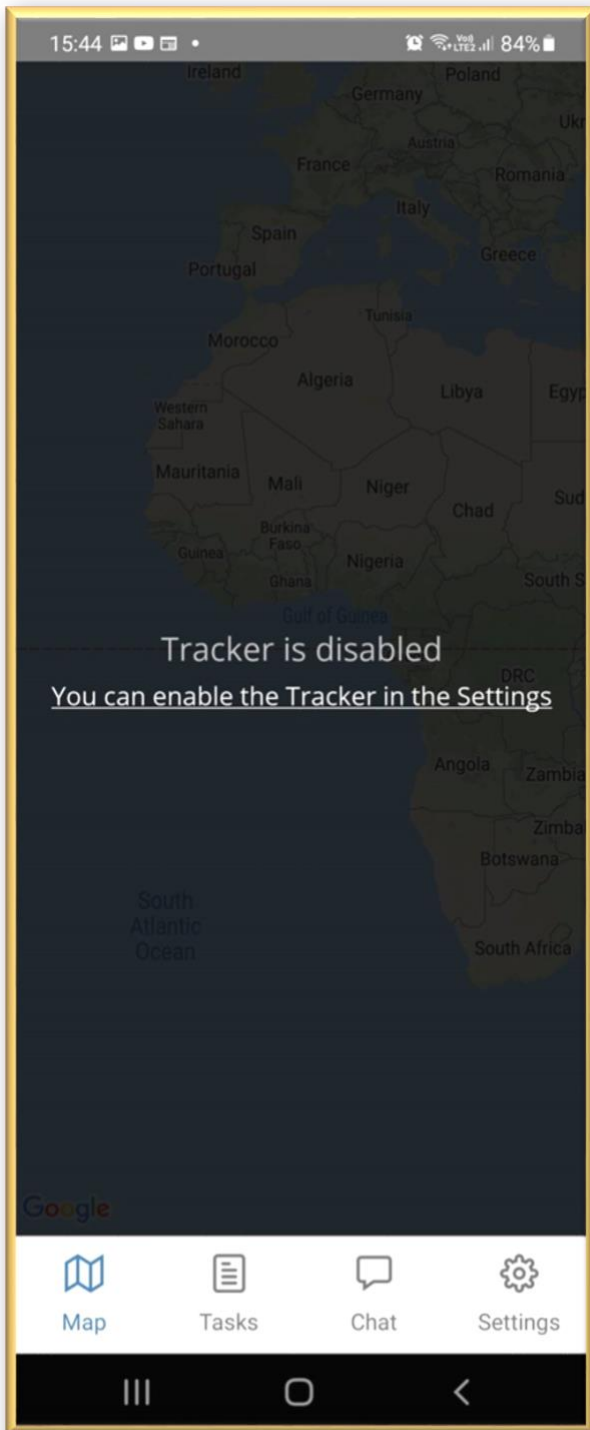 15:44
Vo))
LTE2
84%
Ireland
Poland
Germany
Ukr
Austria
France
Romania
Italy
Spain
Greece
Portugal
Tunisia
Morocco
Algeria
Libya
Egyp
Western
Sahara
Mauritania
Mali
Niger
Chad
Sud
Burkina
Faso
Guinea
Nigeria
Ghana
South S
Gulf of Guinea
Tracker is disabled
DRC
You can enable the Tracker in the Settings
Angola
Zambia
Zimba
Botswana
South
Atlantic
Ocean
South Africa
Google
Map
Tasks
Chat
Settings